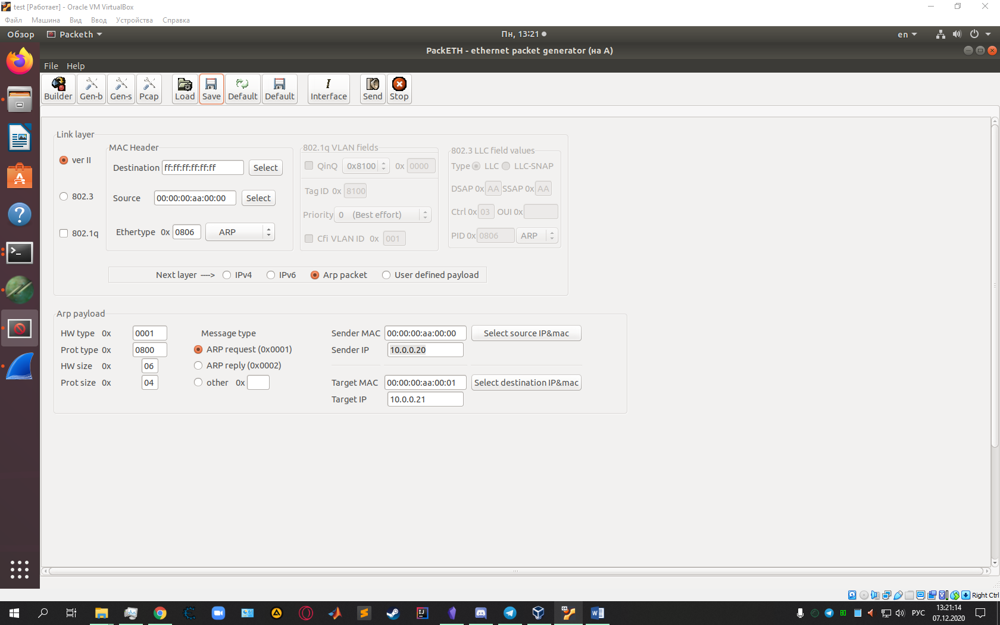 test [Работает] - Oracle VM VirtualBox
Файл Машина Вид Ввод Устройства Справка
Обзор Packeth Пн, 13:21 en
PackETH - ethernet packet generator (на A)
File Help
Builder Gen-b Gen-s Pcap Load Save Default Default Interface Send Stop
Link layer
MAC Header
802.1q VLAN fields
802.3 LLC field values
ver II
Destination ff:ff:ff:ff:ff:ff Select
QinQ 0x8100 0x 0000
Type LLC LLC-SNAP
802.3
Source 00:00:00:aa:00:00 Select
Tag ID 0x 8100
DSAP 0x AA SSAP 0x AA
Priority 0 (Best effort)
Ctrl 0x 03 OUI 0x
802.1q
Ethertype 0x 0806 ARP
Cfi VLAN ID 0x 001
PID 0x 0806 ARP
Next layer ----> IPv4 IPv6 Arp packet User defined payload
Arp payload
HW type 0x 0001 Message type Sender MAC 00:00:00:aa:00:00 Select source IP&mac
Prot type 0x 0800 ARP request (0x0001) Sender IP 10.0.0.20
HW size 0x 06 ARP reply (0x0002)
Prot size 0x 04 other 0x Target MAC 00:00:00:aa:00:01 Select destination IP&mac
Target IP 10.0.0.21
Right Ctrl
РУС
13:21:14
07.12.2020